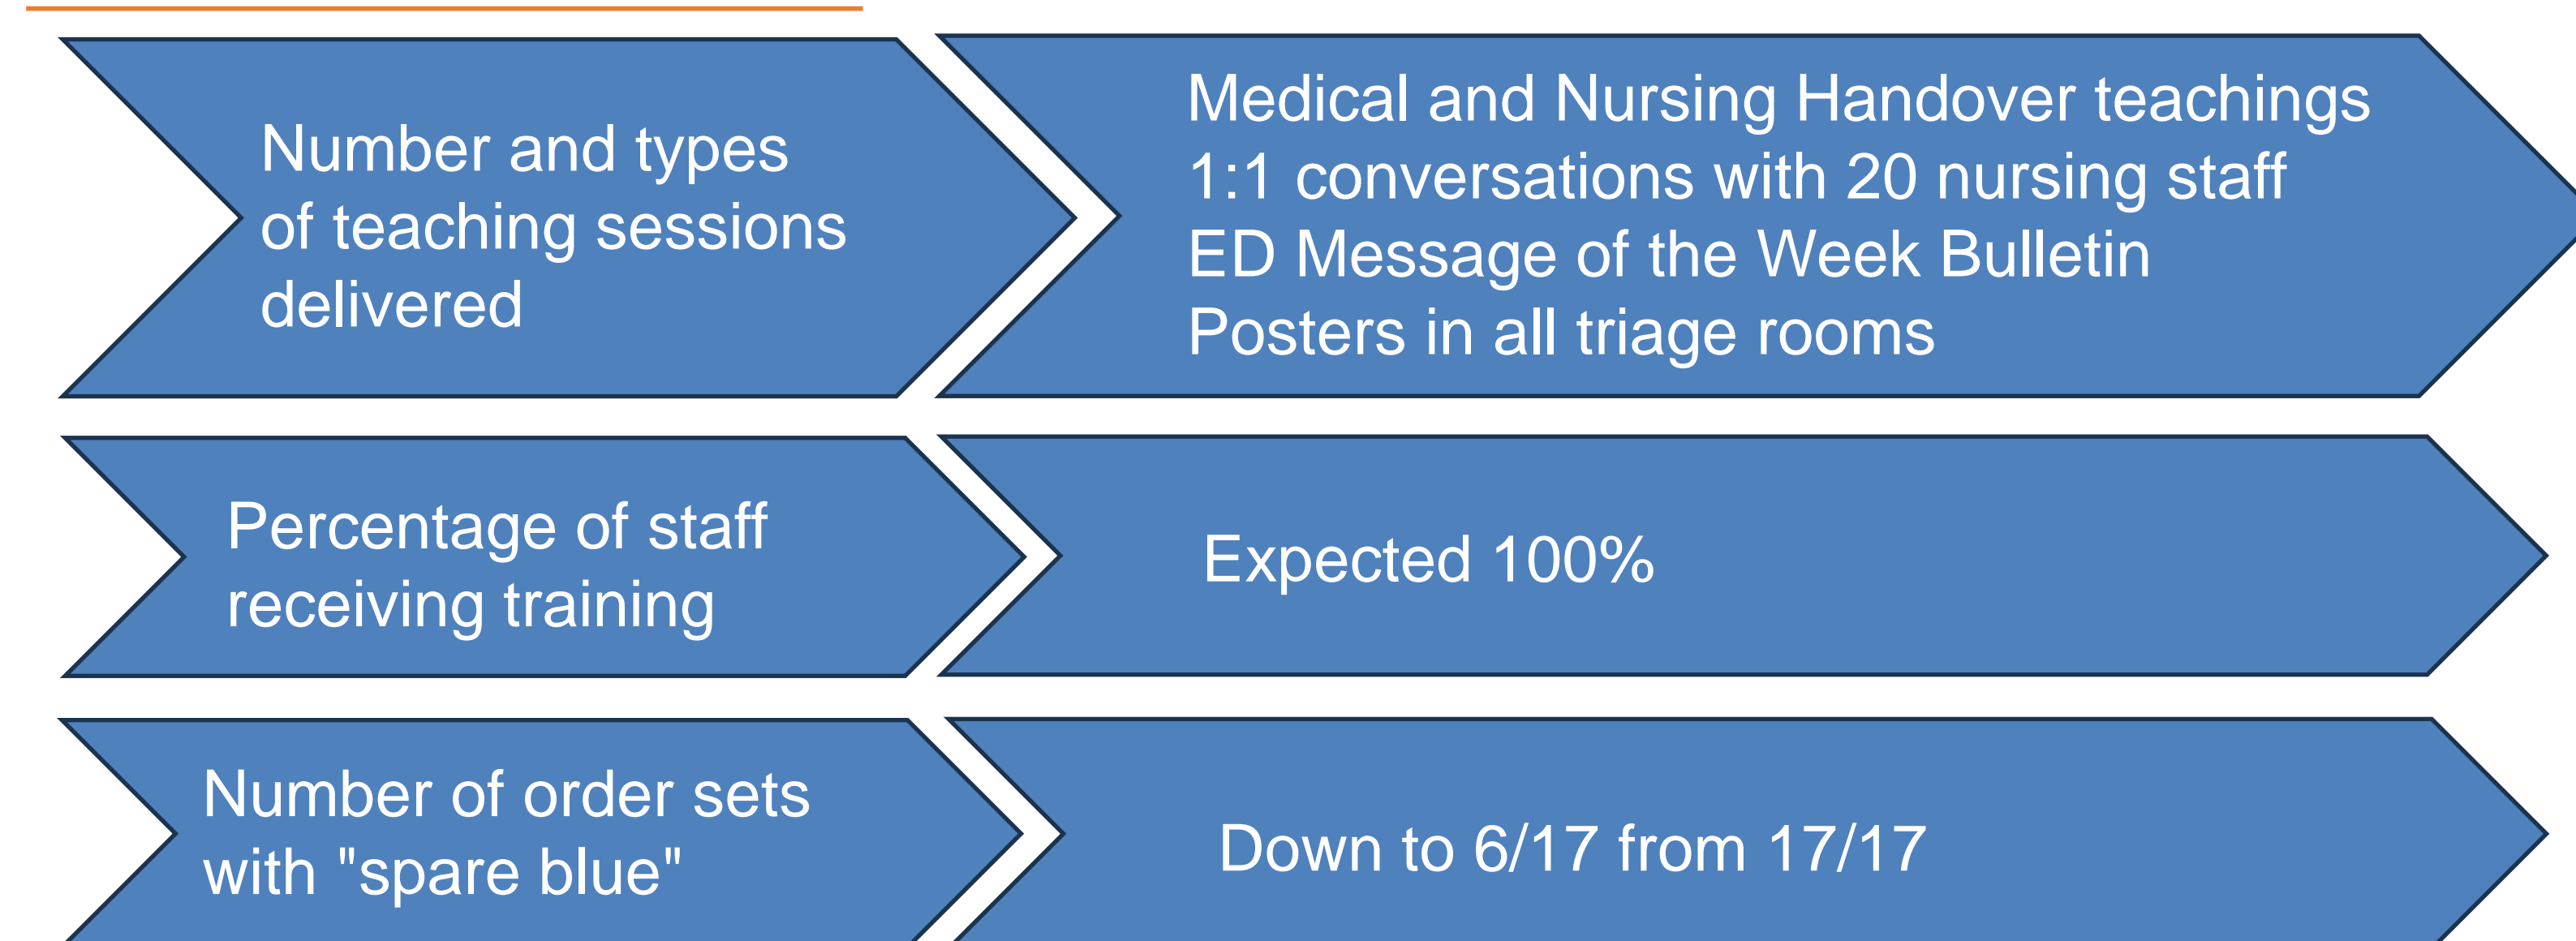 Number and types
of teaching sessions
delivered
Medical and Nursing Handover teachings
1:1 conversations with 20 nursing staff
ED Message of the Week Bulletin
Posters in all triage rooms
Percentage of staff
receiving training
Expected 100%
Number of order sets
with "spare blue"
Down to 6/17 from 17/17